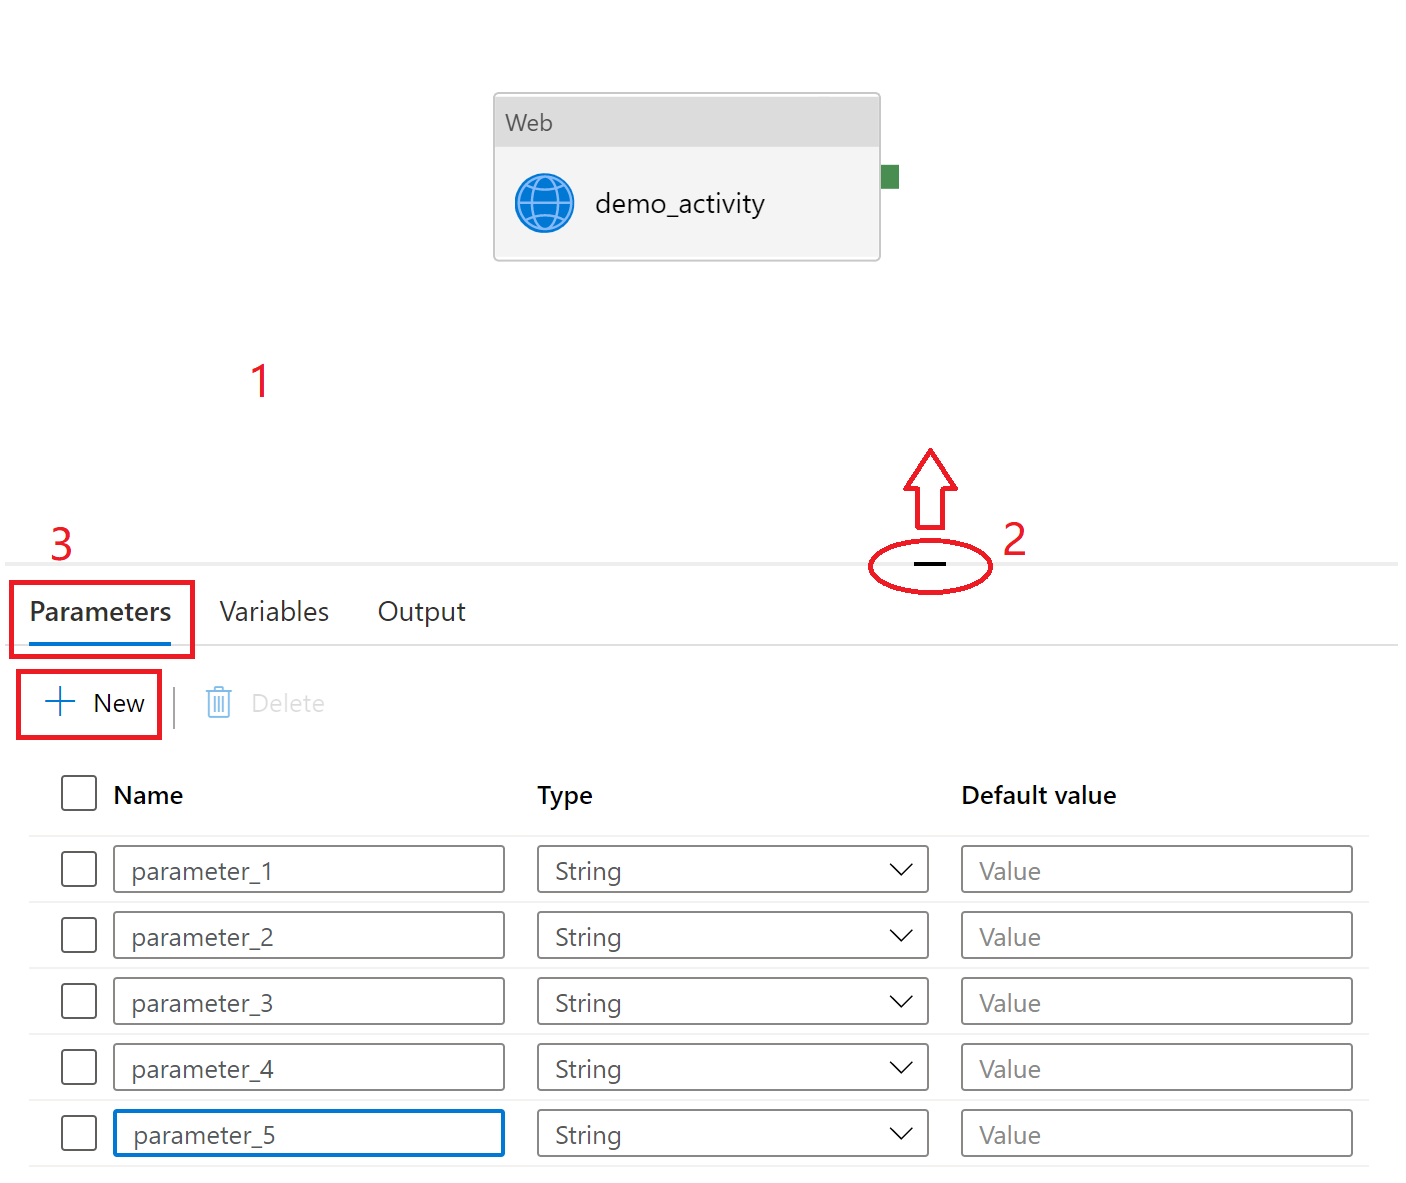 Web
demo_activity
1
2
3
Parameters Variables Output
New Delete
Name Type Default value
parameter_1 String Value
parameter_2 String Value
parameter_3 String Value
parameter_4 String Value
parameter_5 String Value